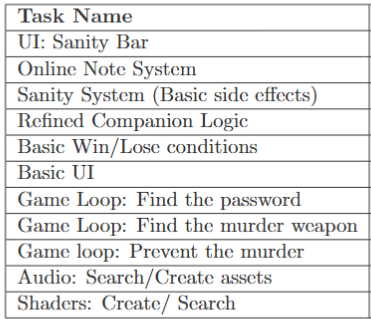 Task Name
UI: Sanity Bar
Online Note System
Sanity System (Basic side effects)
Refined Companion Logic
Basic Win/Lose conditions
Basic UI
Game Loop: Find the password
Game Loop: Find the murder weapon
Game loop: Prevent the murder
Audio: Search/Create assets
Shaders: Create/ Search